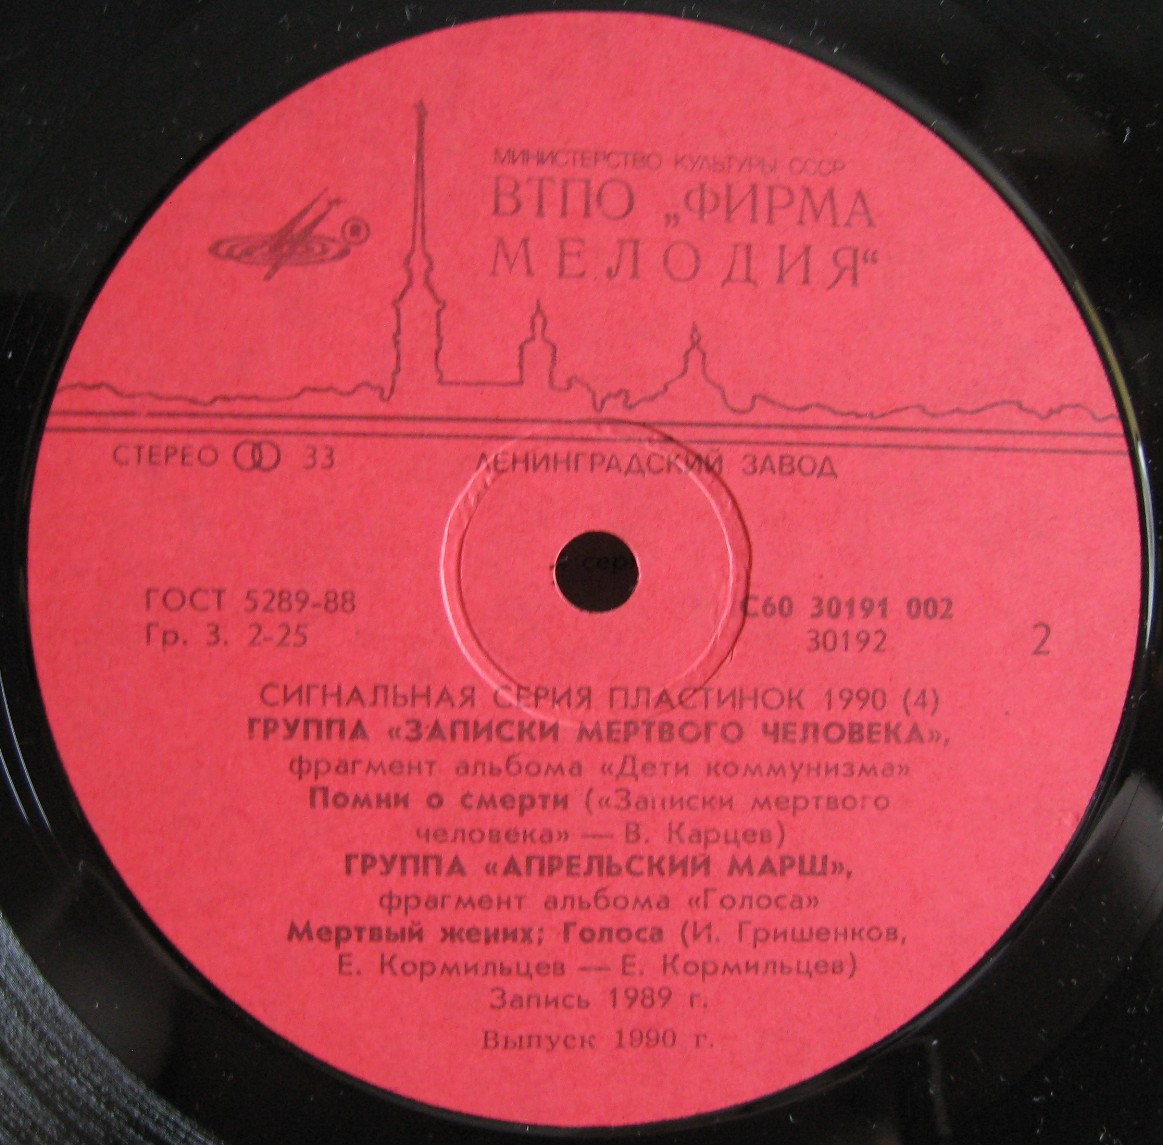 МИНИСТЕРСТВО КУЛЬТУРЫ СССР
ВТПО „ФИРМА
МЕЛОДИЯ“
СТЕРЕО 33
ЛЕНИНГРАДСКИЙ ЗАВОД
ГОСТ 5289-88
Гр. 3. 2-25
С60 30191 002
30192
2
СИГНАЛЬНАЯ СЕРИЯ ПЛАСТИНОК 1990 (4)
ГРУППА «ЗАПИСКИ МЕРТВОГО ЧЕЛОВЕКА»,
фрагмент альбома «Дети коммунизма»
Помни о смерти («Записки мертвого
человека» — В. Карцев)
ГРУППА «АПРЕЛЬСКИЙ МАРШ»,
фрагмент альбома «Голоса»
Мертвый жених; Голоса (И. Гришенков,
Е. Кормильцев — Е. Кормильцев)
Запись 1989 г.
Выпуск 1990 г.